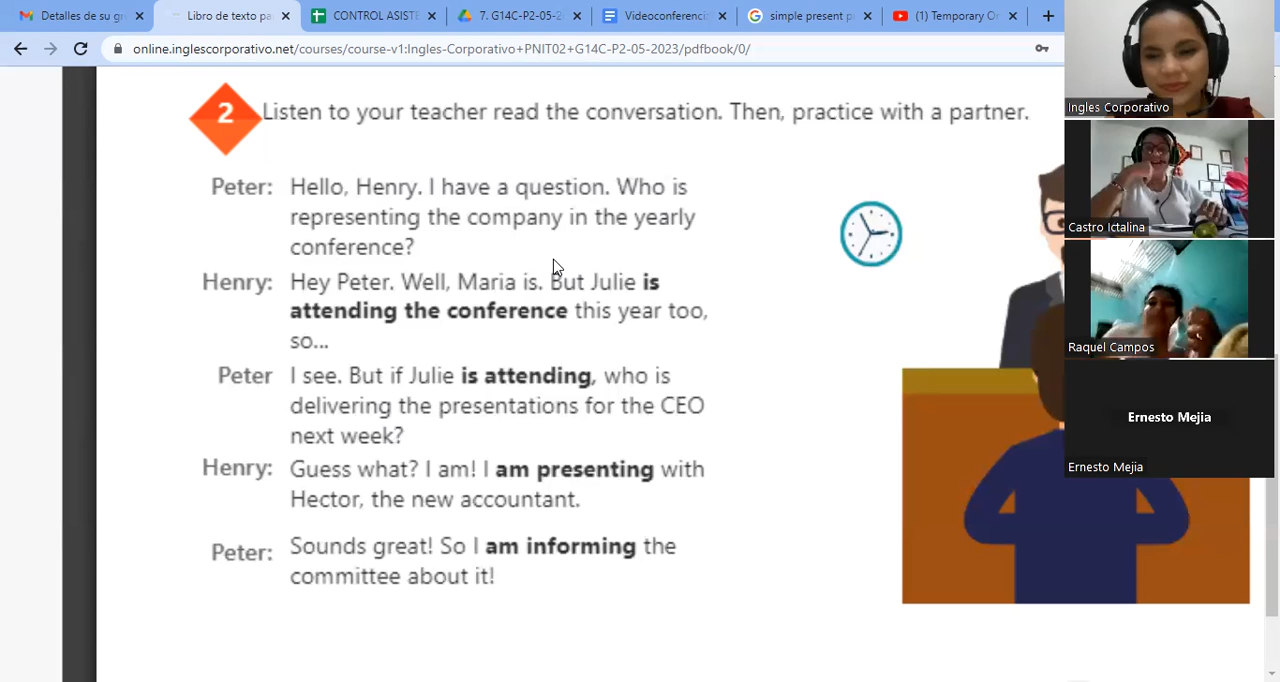 Detalles de su gr
Libro de texto pa
CONTROL ASIST
7. G14C-P2-05-2
Videoconferenci
simple present p
(1) Temporary Or
online.inglescorporativo.net/courses/course-v1:Ingles-Corporativo+PNIT02+G14C-P2-05-2023/pdfbook/0/
2 Listen to your teacher read the conversation. Then, practice with a partner.
Peter: Hello, Henry. I have a question. Who is
representing the company in the yearly
conference?
Henry: Hey Peter. Well, Maria is. But Julie is
attending the conference this year too,
so...
Peter I see. But if Julie is attending, who is
delivering the presentations for the CEO
next week?
Henry: Guess what? I am! I am presenting with
Hector, the new accountant.
Peter: Sounds great! So I am informing the
committee about it!
Ingles Corporativo
Castro Ictalina
Raquel Campos
Ernesto Mejia
Ernesto Mejia